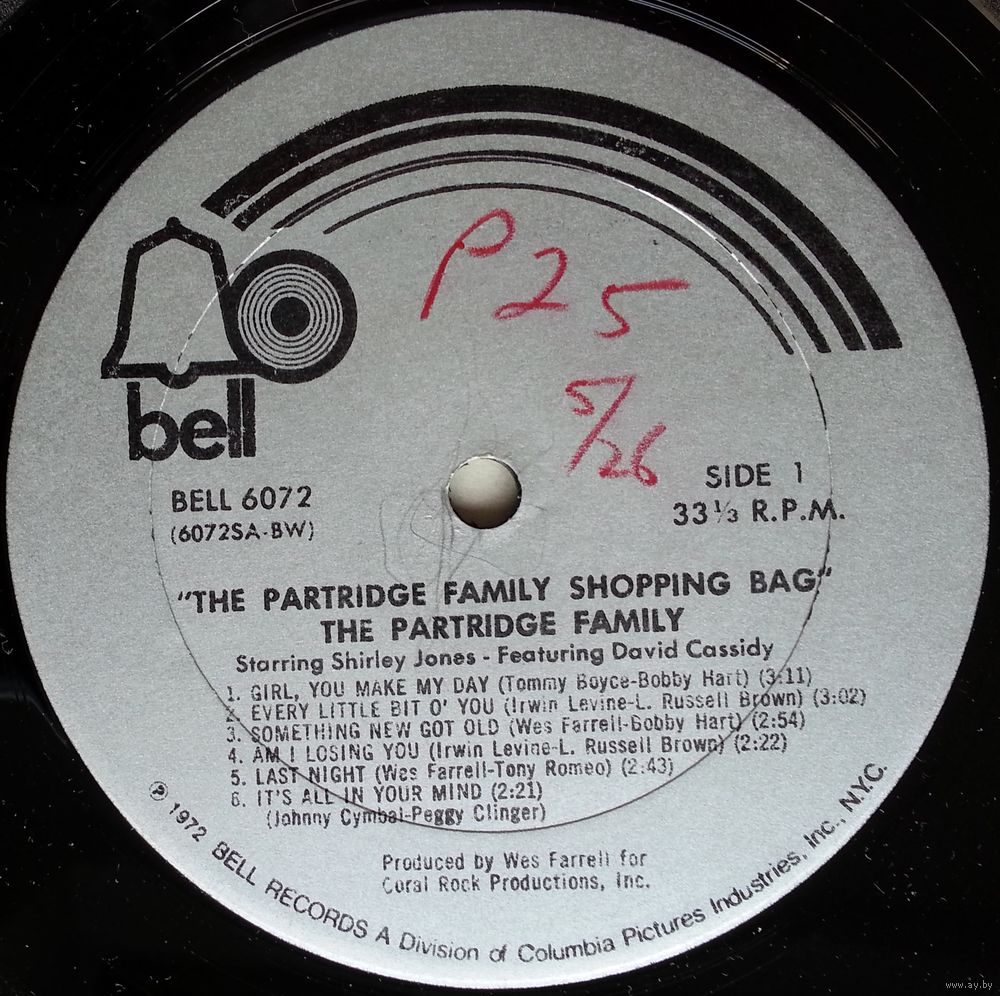 P 25
5/26
bell
BELL 6072
(6072SA-BW)
SIDE 1
33⅓ R.P.M.
"THE PARTRIDGE FAMILY SHOPPING BAG"
THE PARTRIDGE FAMILY
Starring Shirley Jones - Featuring David Cassidy
1. GIRL, YOU MAKE MY DAY (Tommy Boyce-Bobby Hart) (3:11)
2. EVERY LITTLE BIT O' YOU (Irwin Levine-L. Russell Brown) (3:02)
3. SOMETHING NEW GOT OLD (Wes Farrell-Bobby Hart) (2:54)
4. AM I LOSING YOU (Irwin Levine-L. Russell Brown) (2:22)
5. LAST NIGHT (Wes Farrell-Tony Romeo) (2:43)
6. IT'S ALL IN YOUR MIND (2:21)
(Johnny Cymbal-Peggy Clinger)
Produced by Wes Farrell for
Coral Rock Productions, Inc.
℗ 1972 BELL RECORDS A Division of Columbia Pictures Industries, Inc., N.Y.C.
www.ay.by